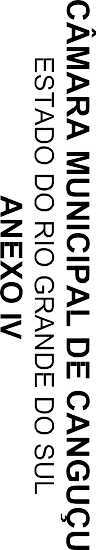 CÂMARA MUNICIPAL DE CANGUÇU
ESTADO DO RIO GRANDE DO SUL
ANEXO IV